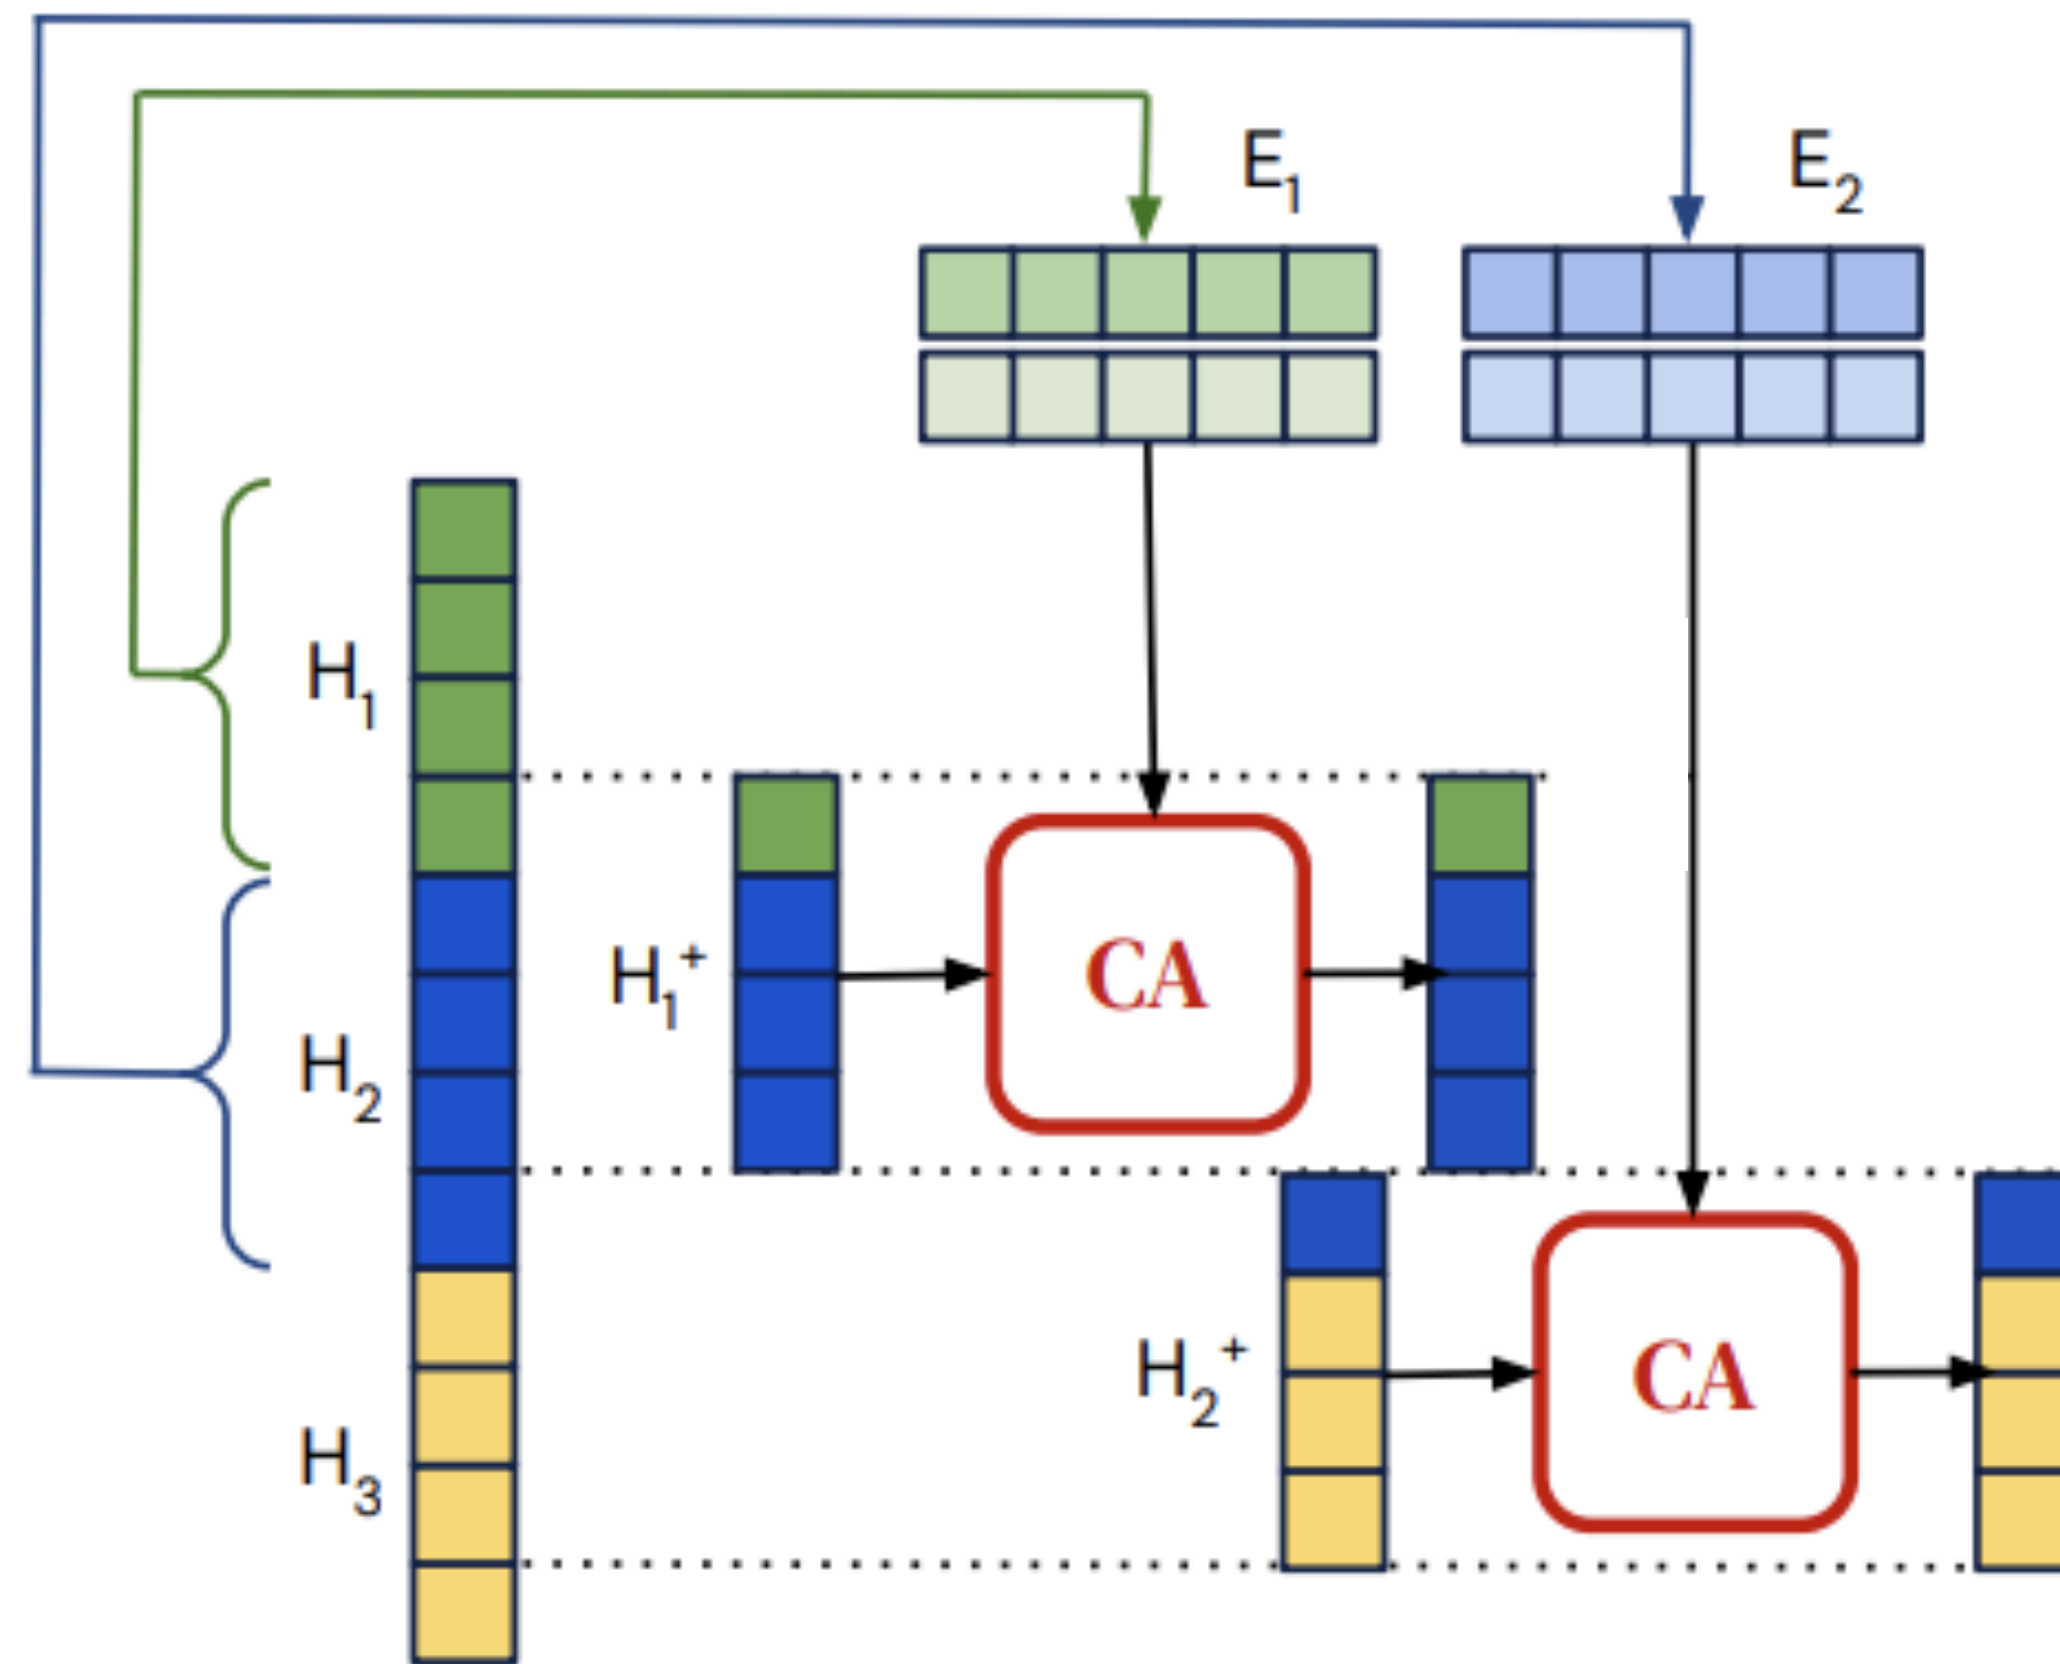 E₁
E₂
H₁
H₁⁺
CA
H₂
H₂⁺
CA
H₃